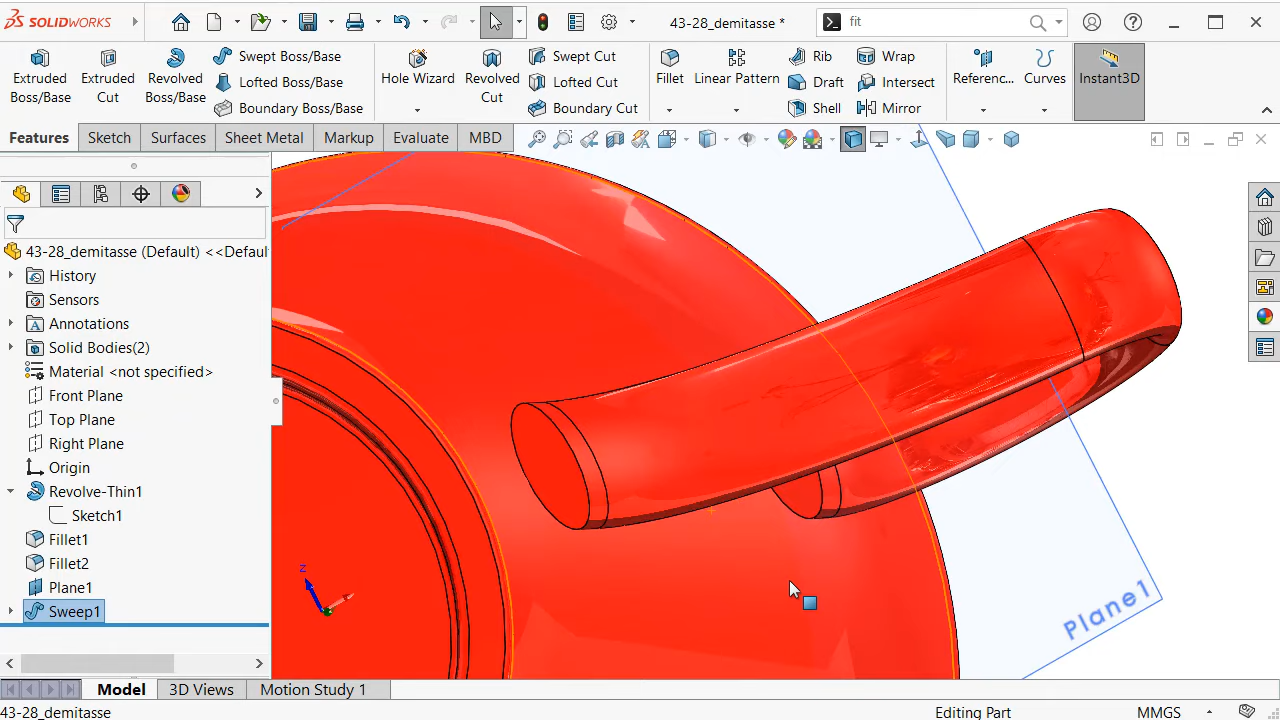 SOLIDWORKS
43-28_demitasse *
fit
Extruded Boss/Base
Extruded Cut
Revolved Boss/Base
Swept Boss/Base
Lofted Boss/Base
Boundary Boss/Base
Hole Wizard
Revolved Cut
Swept Cut
Lofted Cut
Boundary Cut
Fillet
Linear Pattern
Rib
Draft
Shell
Wrap
Intersect
Mirror
Referenc...
Curves
Instant3D
Features
Sketch
Surfaces
Sheet Metal
Markup
Evaluate
MBD
43-28_demitasse (Default) <<Defaul
History
Sensors
Annotations
Solid Bodies(2)
Material <not specified>
Front Plane
Top Plane
Right Plane
Origin
Revolve-Thin1
Sketch1
Fillet1
Fillet2
Plane1
Sweep1
z
Plane1
Model
3D Views
Motion Study 1
43-28_demitasse
Editing Part
MMGS